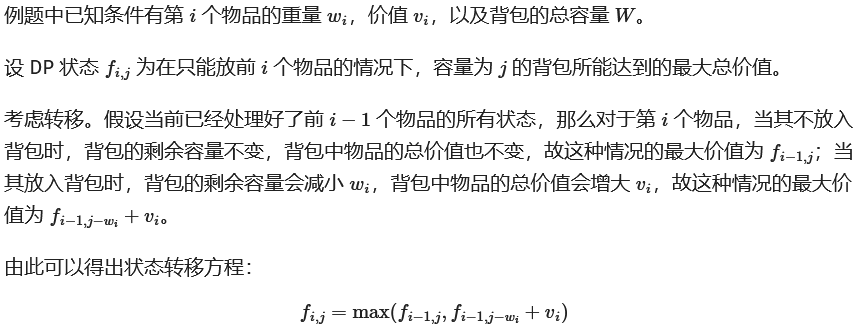 例题中已知条件有第 i 个物品的重量 w_i，价值 v_i，以及背包的总容量 W。
设 DP 状态 f_{i,j} 为在只能放前 i 个物品的情况下，容量为 j 的背包所能达到的最大总价值。
考虑转移。假设当前已经处理好了前 i − 1 个物品的所有状态，那么对于第 i 个物品，当其不放入
背包时，背包的剩余容量不变，背包中物品的总价值也不变，故这种情况的最大价值为 f_{i−1,j}；当
其放入背包时，背包的剩余容量会减小 w_i，背包中物品的总价值会增大 v_i，故这种情况的最大价
值为 f_{i−1,j−w_i} + v_i。
由此可以得出状态转移方程：
f_{i,j} = max(f_{i−1,j}, f_{i−1,j−w_i} + v_i)